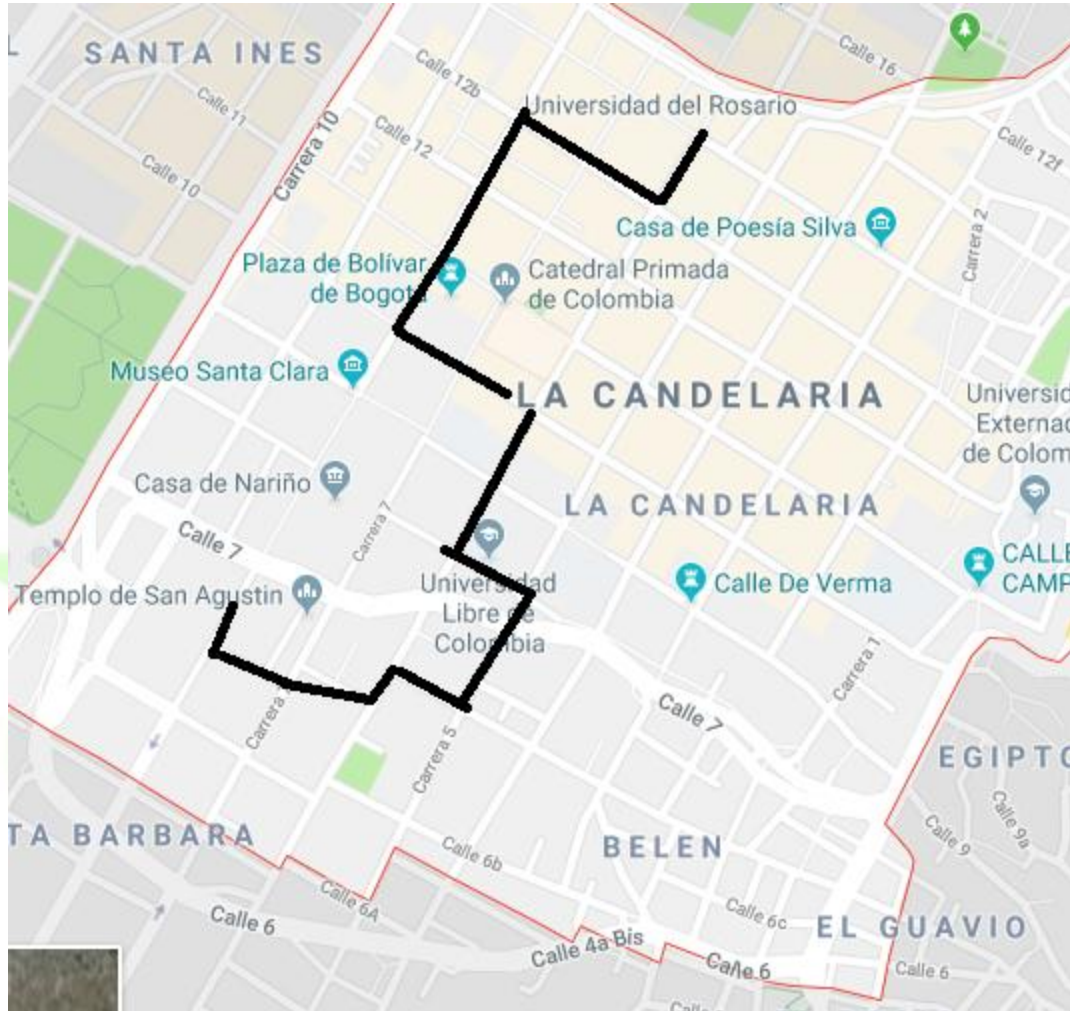 SANTA INES
Calle 16
Calle 12b
Calle 11
Universidad del Rosario
Calle 12
Calle 12f
Calle 10
Carrera 10
Casa de Poesía Silva
Carrera 2
Plaza de Bolívar
de Bogotá
Catedral Primada
de Colombia
Museo Santa Clara
LA CANDELARIA
Universid
Externad
de Colom
Casa de Nariño
LA CANDELARIA
Carrera 7
Calle 7
CALLE
CAMP
Calle De Verma
Templo de San Agustin
Universidad
Libre de
Colombia
Carrera 1
Carrera
Calle 7
Carrera 5
EGIPTO
Calle 9a
Calle 9
TA BARBARA
BELEN
Calle 6b
Calle 6A
Calle 6
Calle 6c
EL GUAVIO
Calle 4a Bis
Calle 6
Calle 6